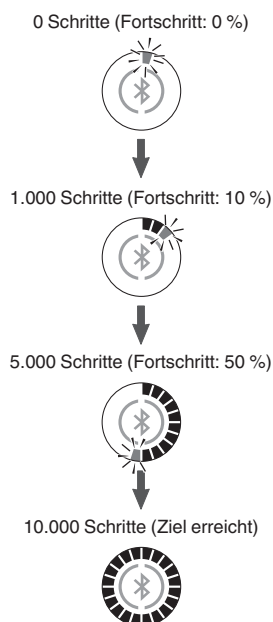 0 Schritte (Fortschritt: 0 %)
1.000 Schritte (Fortschritt: 10 %)
5.000 Schritte (Fortschritt: 50 %)
10.000 Schritte (Ziel erreicht)